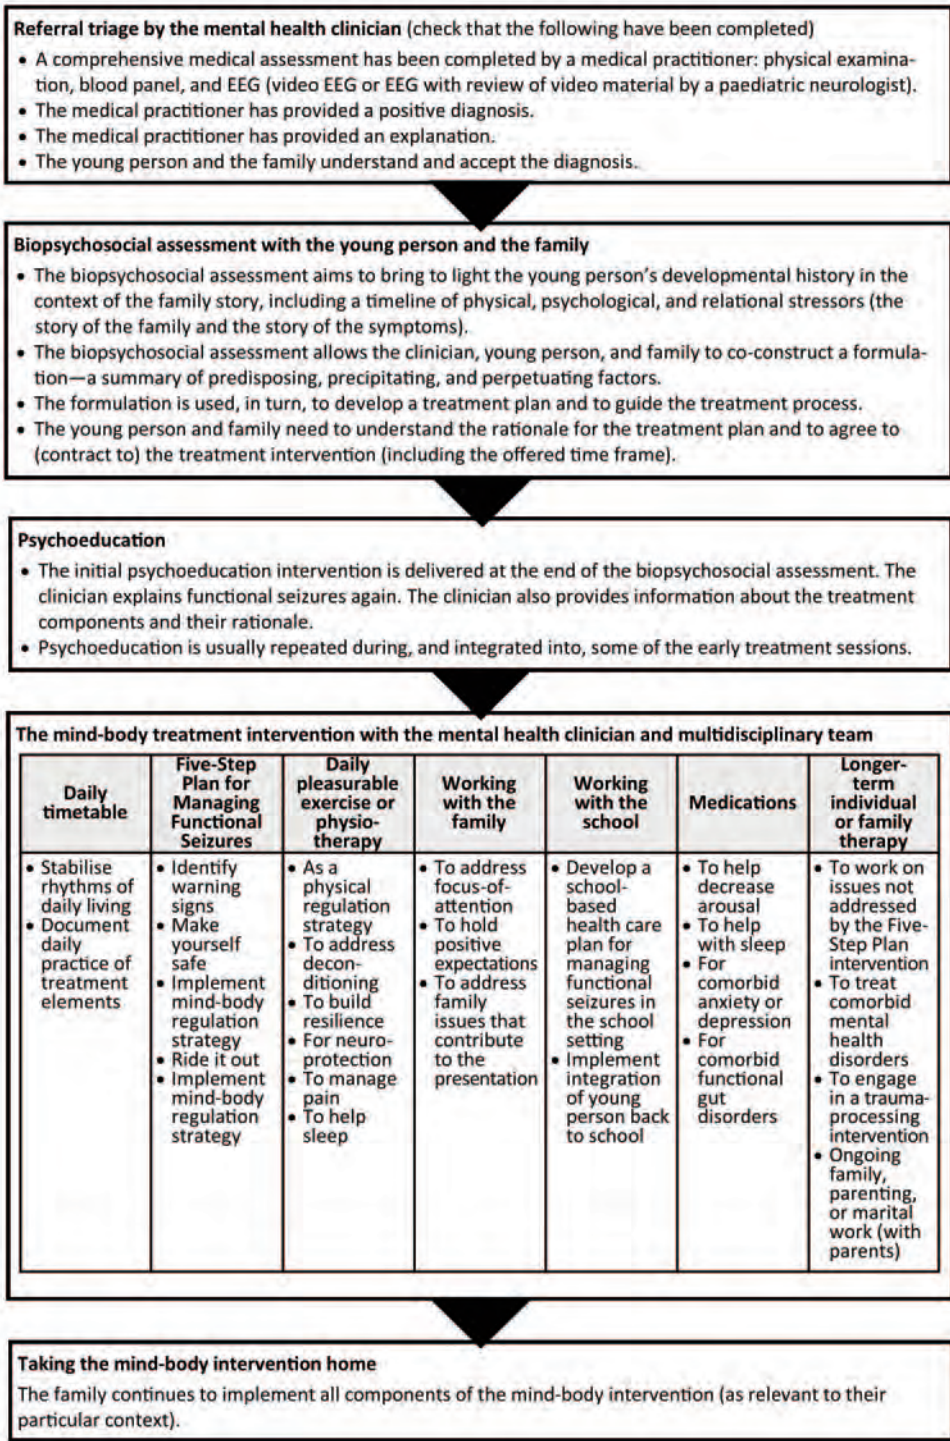 Referral triage by the mental health clinician (check that the following have been completed)
• A comprehensive medical assessment has been completed by a medical practitioner: physical examina-
tion, blood panel, and EEG (video EEG or EEG with review of video material by a paediatric neurologist).
• The medical practitioner has provided a positive diagnosis.
• The medical practitioner has provided an explanation.
• The young person and the family understand and accept the diagnosis.
Biopsychosocial assessment with the young person and the family
• The biopsychosocial assessment aims to bring to light the young person's developmental history in the
context of the family story, including a timeline of physical, psychological, and relational stressors (the
story of the family and the story of the symptoms).
• The biopsychosocial assessment allows the clinician, young person, and family to co-construct a formula-
tion—a summary of predisposing, precipitating, and perpetuating factors.
• The formulation is used, in turn, to develop a treatment plan and to guide the treatment process.
• The young person and family need to understand the rationale for the treatment plan and to agree to
(contract to) the treatment intervention (including the offered time frame).
Psychoeducation
• The initial psychoeducation intervention is delivered at the end of the biopsychosocial assessment. The
clinician explains functional seizures again. The clinician also provides information about the treatment
components and their rationale.
• Psychoeducation is usually repeated during, and integrated into, some of the early treatment sessions.
The mind-body treatment intervention with the mental health clinician and multidisciplinary team
Daily
timetable
• Stabilise
rhythms of
daily living
• Document
daily
practice of
treatment
elements
Five-Step
Plan for
Managing
Functional
Seizures
• Identify
warning
signs
• Make
yourself
safe
• Implement
mind-body
regulation
strategy
• Ride it out
• Implement
mind-body
regulation
strategy
Daily
pleasurable
exercise or
physio-
therapy
• As a
physical
regulation
strategy
• To address
decon-
ditioning
• To build
resilience
• For neuro-
protection
• To manage
pain
• To help
sleep
Working
with the
family
• To address
focus-of-
attention
• To hold
positive
expectations
• To address
family
issues that
contribute
to the
presentation
Working
with the
school
• Develop a
school-
based
health care
plan for
managing
functional
seizures in
the school
setting
• Implement
integration
of young
person back
to school
Medications
• To help
decrease
arousal
• To help
with sleep
• For
comorbid
anxiety or
depression
• For
comorbid
functional
gut
disorders
Longer-
term
individual
or family
therapy
• To work on
issues not
addressed
by the Five-
Step Plan
intervention
• To treat
comorbid
mental
health
disorders
• To engage
in a trauma-
processing
intervention
• Ongoing
family,
parenting,
or marital
work (with
parents)
Taking the mind-body intervention home
The family continues to implement all components of the mind-body intervention (as relevant to their
particular context).